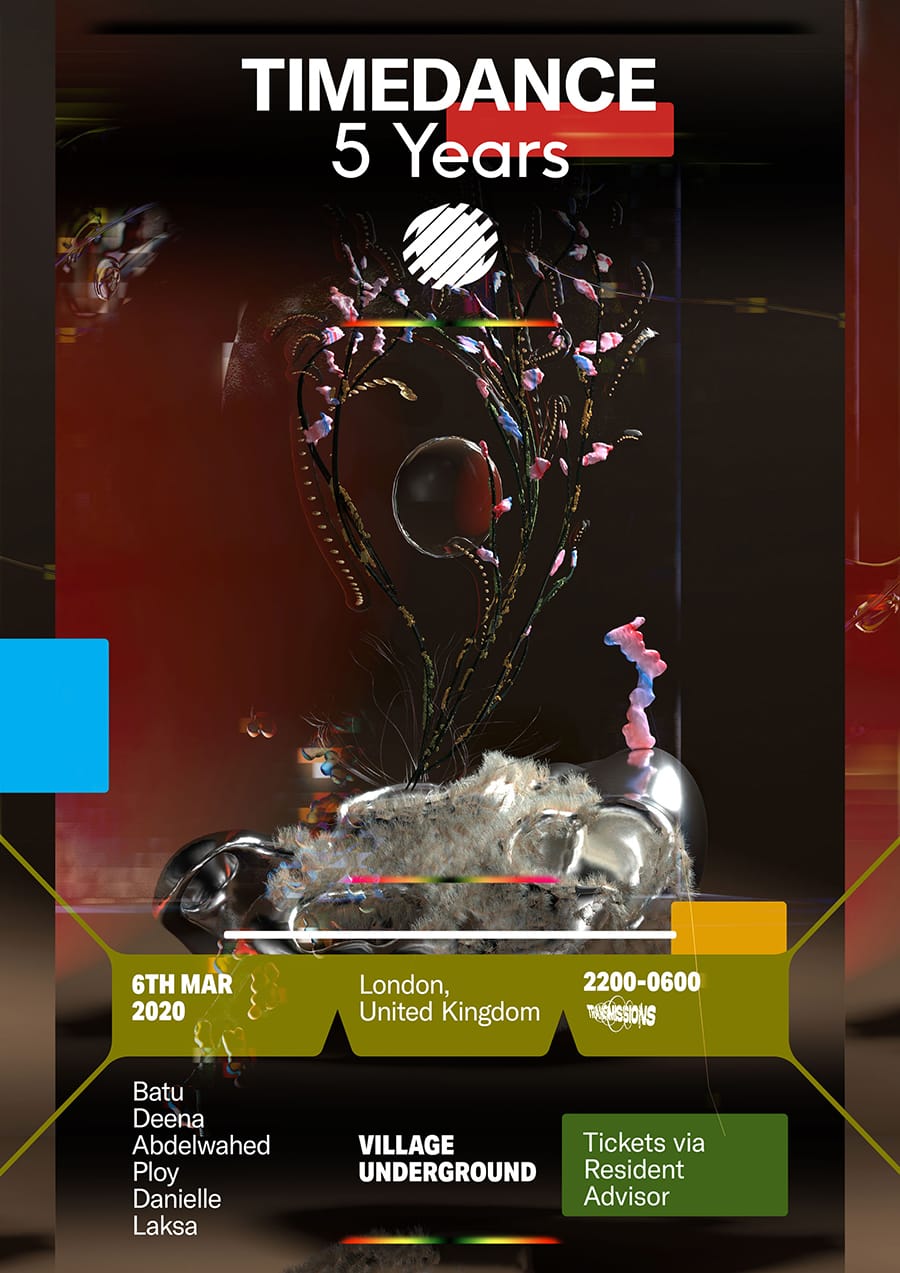 TIMEDANCE
5 Years
6TH MAR
2020
London,
United Kingdom
2200-0600
TRANSMISSIONS
Batu
Deena
Abdelwahed
Ploy
Danielle
Laksa
VILLAGE
UNDERGROUND
Tickets via
Resident
Advisor